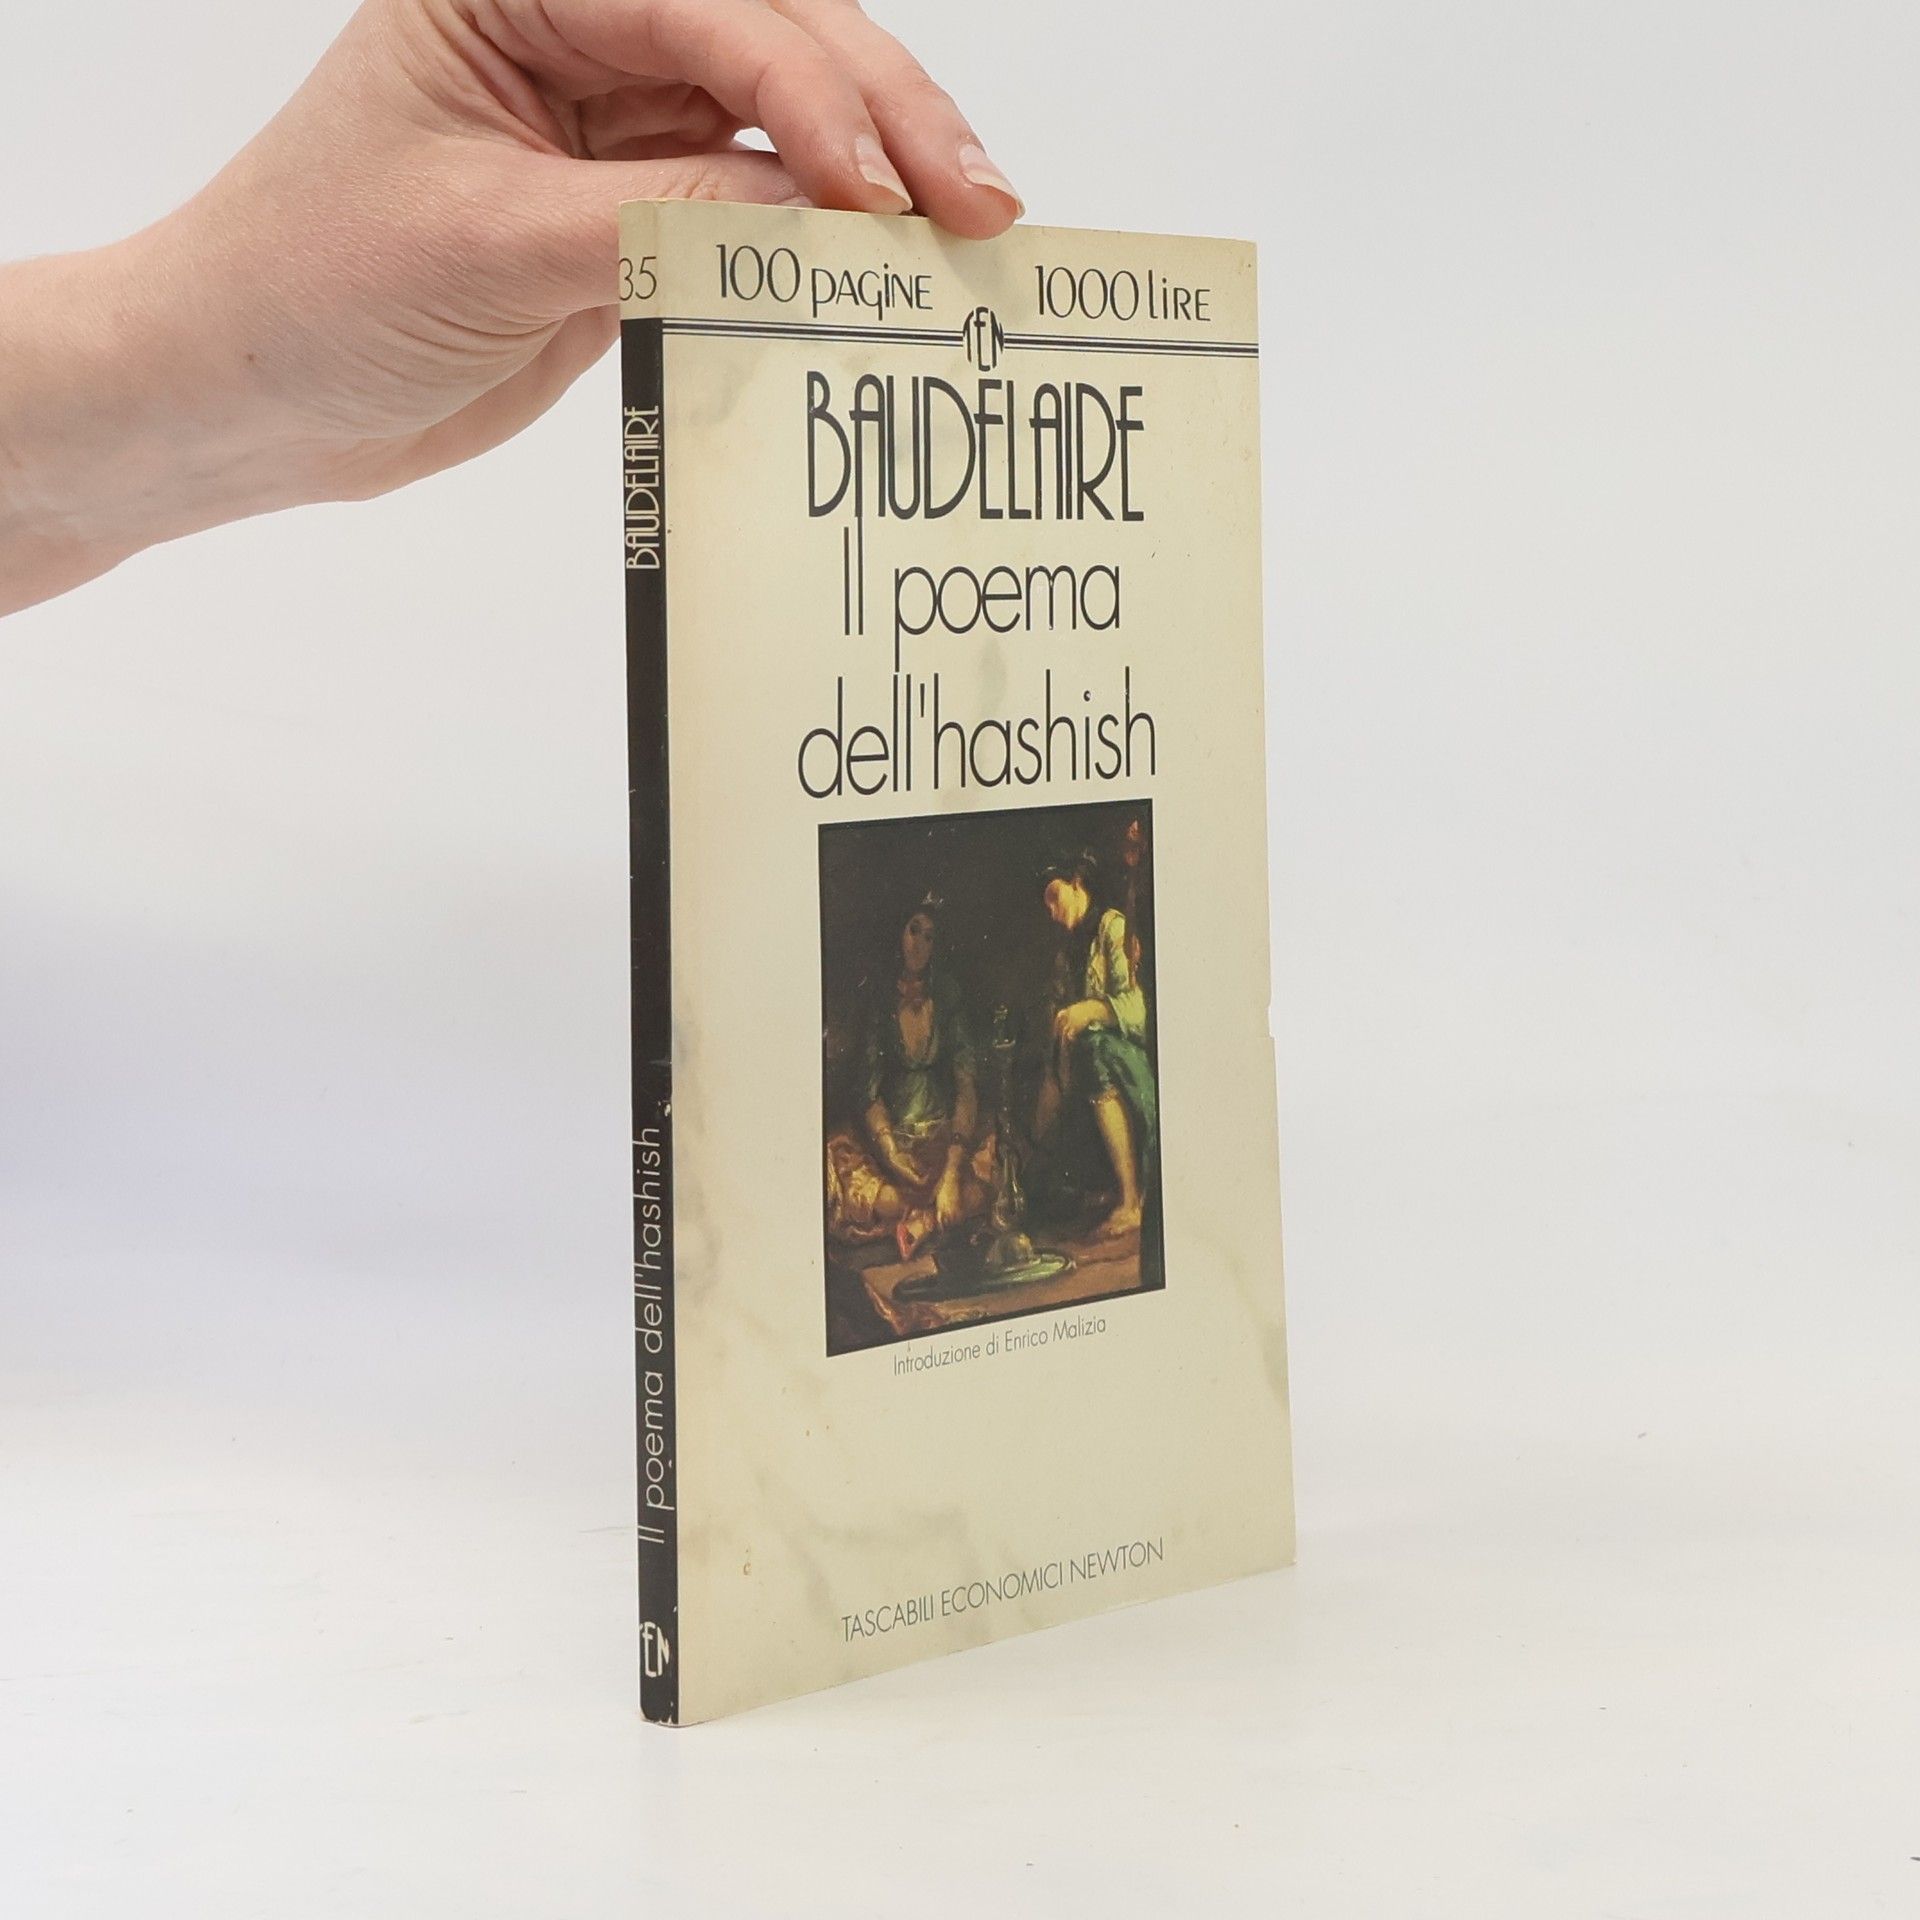 35
BAUDELAIRE
Il poema dell'hashish
TEN
100 PAGINE 1000 LIRE
TEN
BAUDELAIRE
Il poema
dell'hashish
Introduzione di Enrico Malizia
TASCABILI ECONOMICI NEWTON